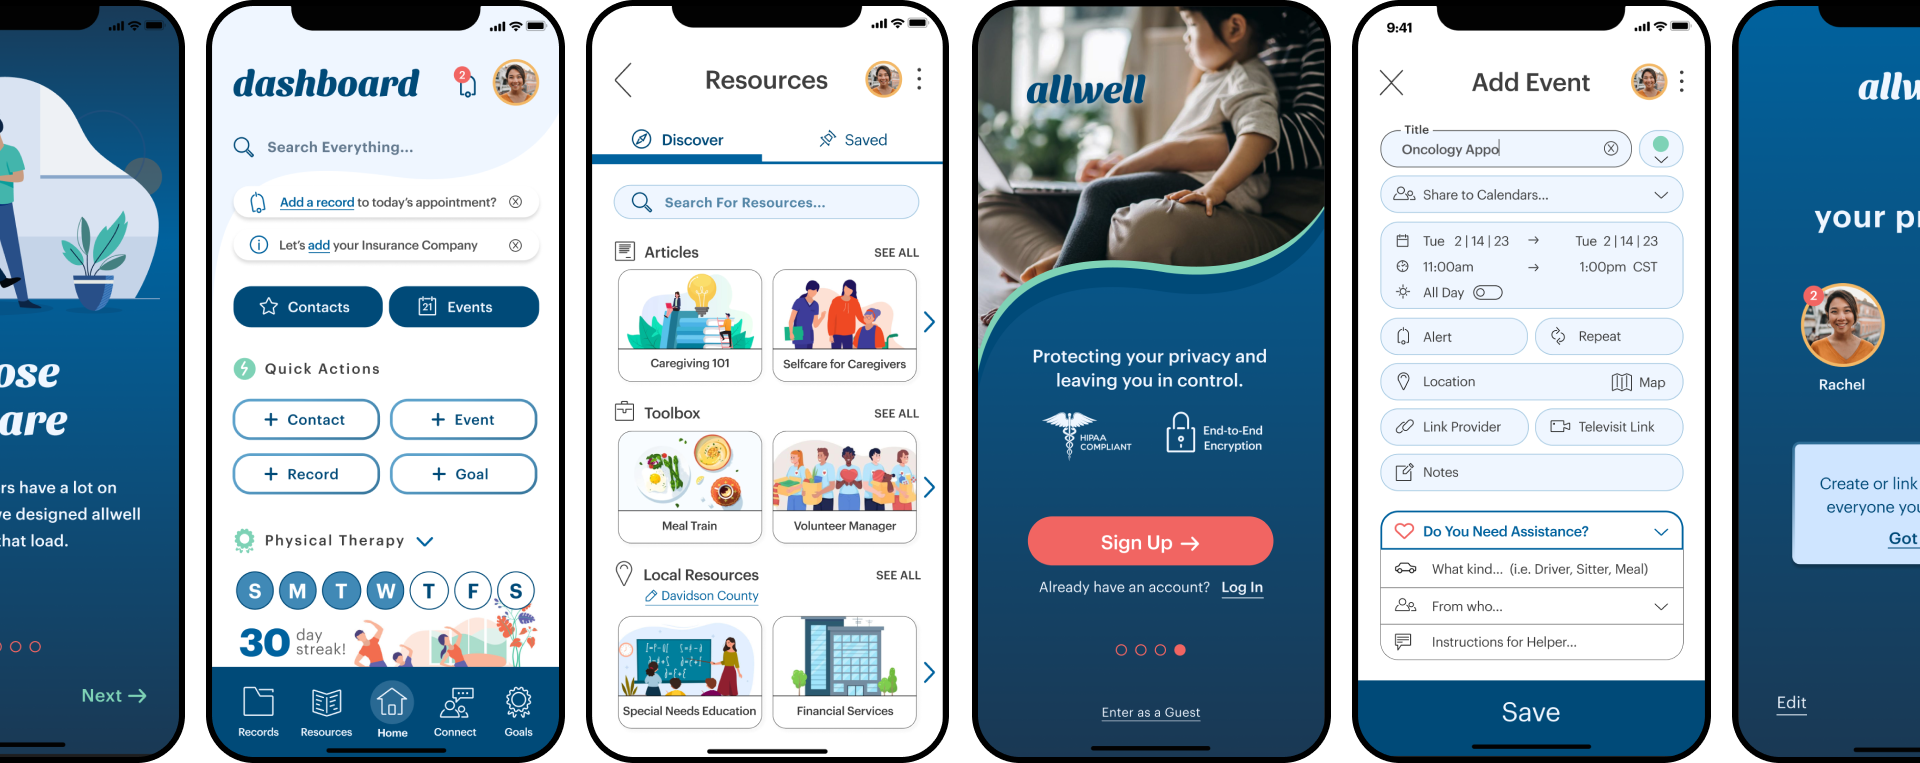 ose
are
rs have a lot on
e designed allwell
hat load.
Next →
dashboard
2
Search Everything...
Add a record to today's appointment?
Let's add your Insurance Company
Contacts
21 Events
Quick Actions
+ Contact
+ Event
+ Record
+ Goal
Physical Therapy
S M T W T F S
30 day
streak!
Records
Resources
Home
Connect
Goals
Resources
Discover
Saved
Search For Resources...
Articles SEE ALL
Caregiving 101
Selfcare for Caregivers
Toolbox SEE ALL
Meal Train
Volunteer Manager
Local Resources SEE ALL
Davidson County
Special Needs Education
Financial Services
allwell
Protecting your privacy and
leaving you in control.
HIPAA
COMPLIANT
End-to-End
Encryption
Sign Up →
Already have an account? Log In
Enter as a Guest
9:41
Add Event
Title
Oncology Appo
Share to Calendars...
Tue 2 | 14 | 23 → Tue 2 | 14 | 23
11:00am → 1:00pm CST
All Day
Alert
Repeat
Location
Map
Link Provider
Televisit Link
Notes
Do You Need Assistance?
What kind... (i.e. Driver, Sitter, Meal)
From who...
Instructions for Helper...
Save
allw
your pr
2
Rachel
Create or link
everyone you
Got
Edit